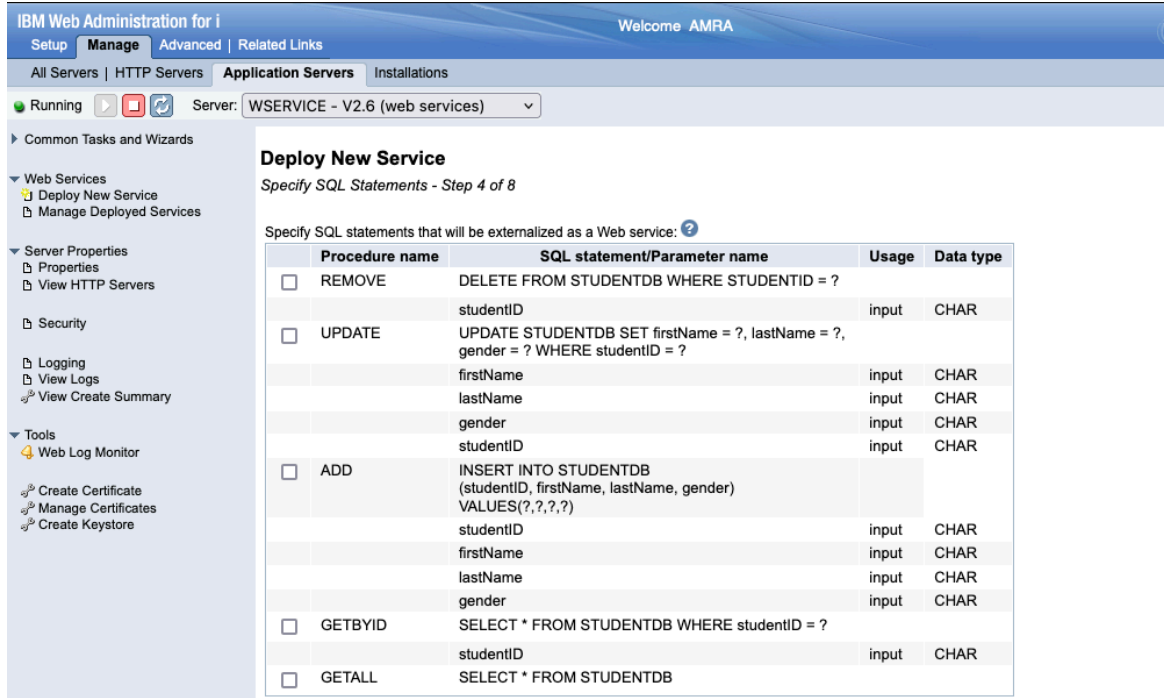 IBM Web Administration for i
Welcome AMRA
Setup Manage Advanced | Related Links
All Servers | HTTP Servers Application Servers Installations
Running Server: WSERVICE - V2.6 (web services)
Common Tasks and Wizards
Web Services
Deploy New Service
Manage Deployed Services
Server Properties
Properties
View HTTP Servers
Security
Logging
View Logs
View Create Summary
Tools
Web Log Monitor
Create Certificate
Manage Certificates
Create Keystore
Deploy New Service
Specify SQL Statements - Step 4 of 8
Specify SQL statements that will be externalized as a Web service: ?
Procedure name SQL statement/Parameter name Usage Data type
REMOVE DELETE FROM STUDENTDB WHERE STUDENTID = ?
studentID input CHAR
UPDATE UPDATE STUDENTDB SET firstName = ?, lastName = ?,
gender = ? WHERE studentID = ?
firstName input CHAR
lastName input CHAR
gender input CHAR
studentID input CHAR
ADD INSERT INTO STUDENTDB
(studentID, firstName, lastName, gender)
VALUES(?,?,?,?)
studentID input CHAR
firstName input CHAR
lastName input CHAR
gender input CHAR
GETBYID SELECT * FROM STUDENTDB WHERE studentID = ?
studentID input CHAR
GETALL SELECT * FROM STUDENTDB